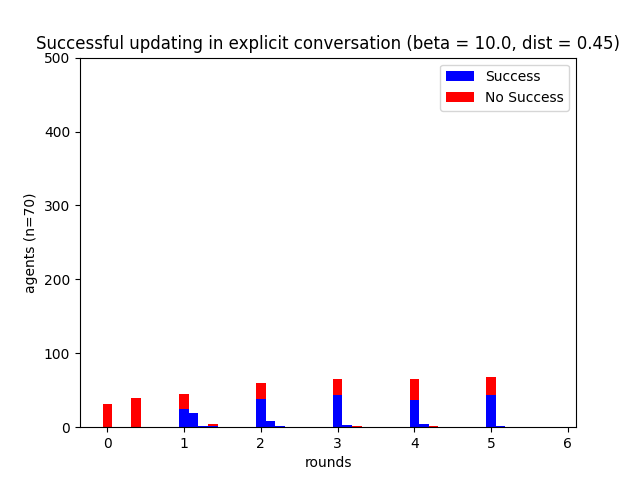 Successful updating in explicit conversation (beta = 10.0, dist = 0.45)
500
400
300
200
100
0
agents (n=70)
Success
No Success
0 1 2 3 4 5 6
rounds